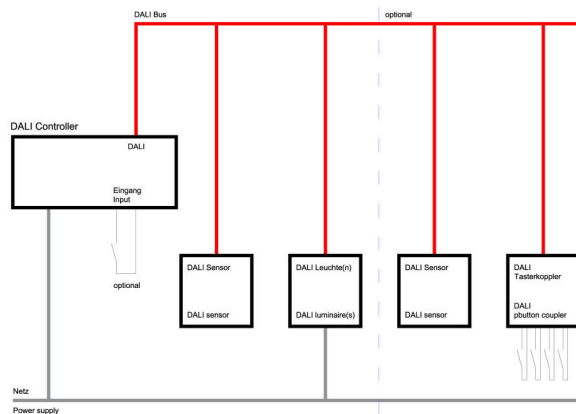 DALI Bus
optional
DALI Controller
DALI
Eingang
Input
optional
DALI Sensor
DALI sensor
DALI Leuchte(n)
DALI luminaire(s)
DALI Sensor
DALI sensor
DALI
Tasterkoppler
DALI
pbutton coupler
Netz
Power supply